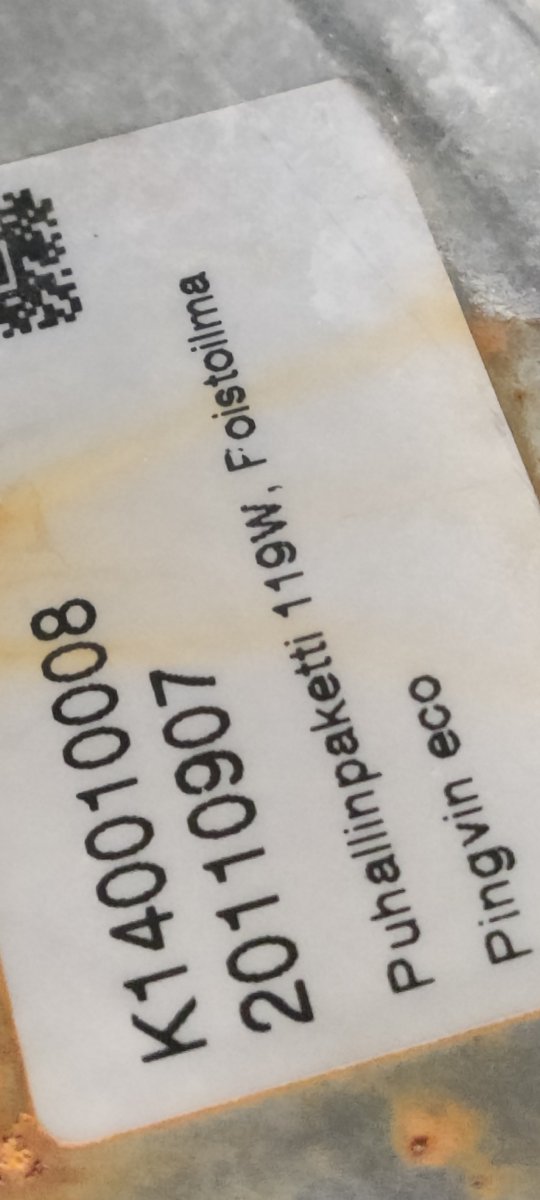 K140010008
20110907
Puhallinpaketti 119W, Poistoilma
Pingvin eco